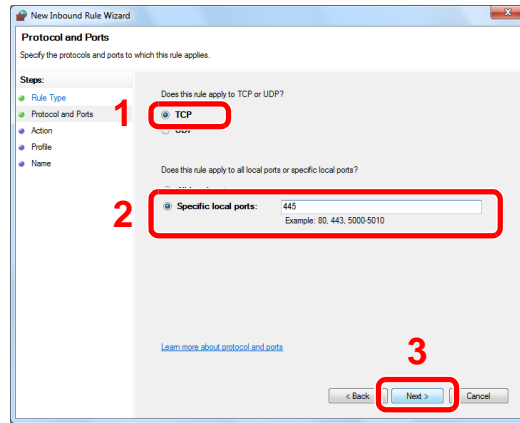 New Inbound Rule Wizard
Protocol and Ports
Specify the protocols and ports to which this rule applies.
Steps:
Rule Type
Protocol and Ports
Action
Profile
Name
Does this rule apply to TCP or UDP?
1
TCP
UDP
Does this rule apply to all local ports or specific local ports?
2
Specific local ports:
445
Example: 80, 443, 5000-5010
Learn more about protocol and ports
3
< Back
Next >
Cancel